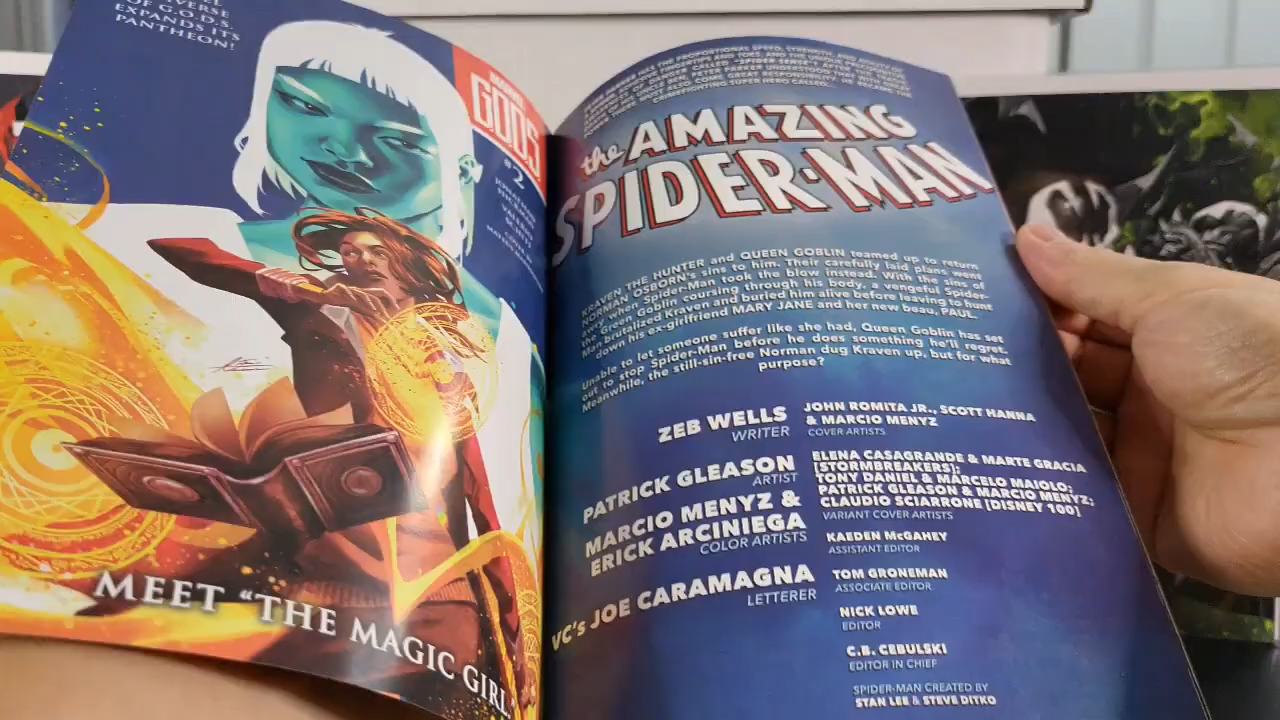 OF G.O.D.S.
EXPANDS ITS
PANTHEON!
GODS
#2
MEET "THE MAGIC GIRL
the AMAZING
SPIDER-MAN
KRAVEN THE HUNTER and QUEEN GOBLIN teamed up to return
NORMAN OSBORN's sins to him. Their carefully laid plans went
awry when Spider-Man took the blow instead. With the sins of
the Green Goblin coursing through his body, a vengeful Spider-
Man brutalized Kraven and buried him alive before leaving to hunt
down his ex-girlfriend MARY JANE and her new beau, PAUL.
Unable to let someone suffer like she had, Queen Goblin has set
out to stop Spider-Man before he does something he'll regret.
Meanwhile, the still-sin-free Norman dug Kraven up, but for what
purpose?
ZEB WELLS
WRITER
PATRICK GLEASON
ARTIST
MARCIO MENYZ &
ERICK ARCINIEGA
COLOR ARTISTS
VC's JOE CARAMAGNA
LETTERER
JOHN ROMITA JR., SCOTT HANNA
& MARCIO MENYZ
COVER ARTISTS
ELENA CASAGRANDE & MARTE GRACIA
[STORMBREAKERS];
TONY DANIEL & MARCELO MAIOLO;
PATRICK GLEASON & MARCIO MENYZ;
CLAUDIO SCIARRONE [DISNEY 100]
VARIANT COVER ARTISTS
KAEDEN McGAHEY
ASSISTANT EDITOR
TOM GRONEMAN
ASSOCIATE EDITOR
NICK LOWE
EDITOR
C.B. CEBULSKI
EDITOR IN CHIEF
SPIDER-MAN CREATED BY
STAN LEE & STEVE DITKO